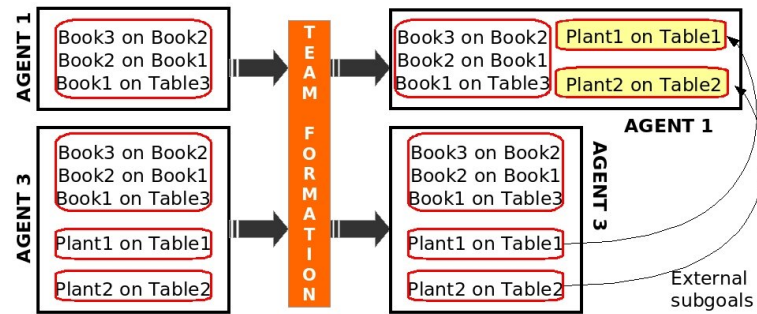 AGENT 1
Book3 on Book2
Book2 on Book1
Book1 on Table3
AGENT 3
Book3 on Book2
Book2 on Book1
Book1 on Table3
Plant1 on Table1
Plant2 on Table2
TEAM FORMATION
Book3 on Book2
Book2 on Book1
Book1 on Table3
Plant1 on Table1
Plant2 on Table2
AGENT 1
Book3 on Book2
Book2 on Book1
Book1 on Table3
Plant1 on Table1
Plant2 on Table2
AGENT 3
External
subgoals